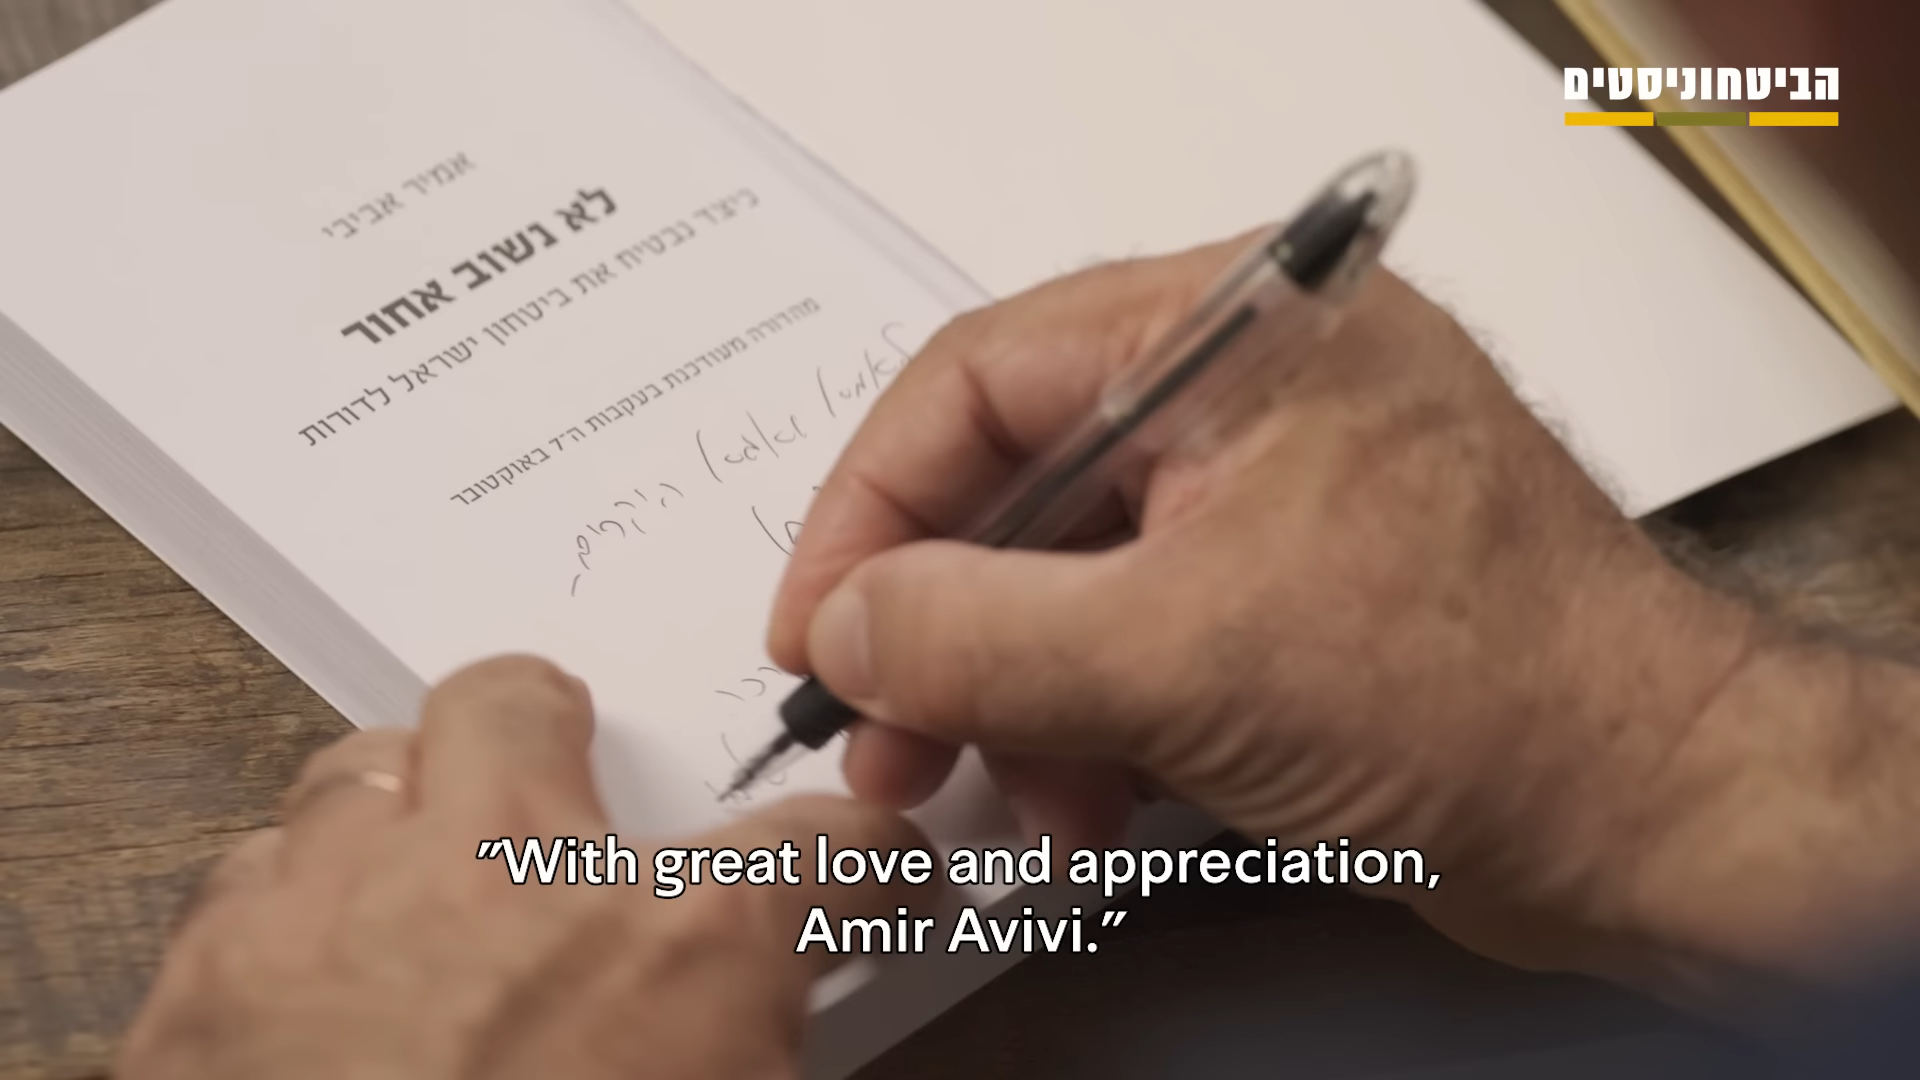 הביטחוניסטים
אמיר אביבי
לא נשוב אחור
כיצד נבטיח את ביטחון ישראל לדורות
מהדורה מעודכנת בעקבות ה־7 באוקטובר
היקרים -
"With great love and appreciation,
Amir Avivi."